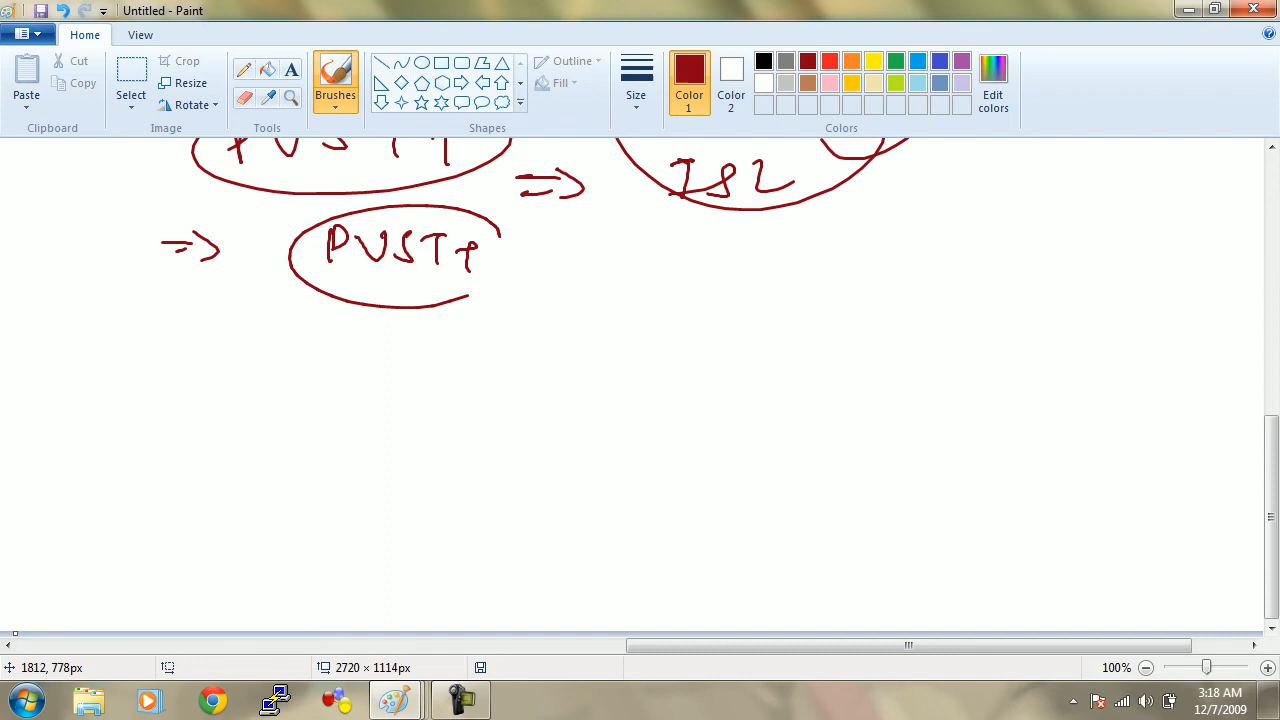 Untitled - Paint
Home View
Cut
Copy
Paste
Crop
Resize
Rotate
Select
Brushes
Outline
Fill
Size
Color 1
Color 2
Edit colors
Clipboard Image Tools Shapes Colors
=>
=> PVST+
1812, 778px 2720 × 1114px 100%
3:18 AM
12/7/2009